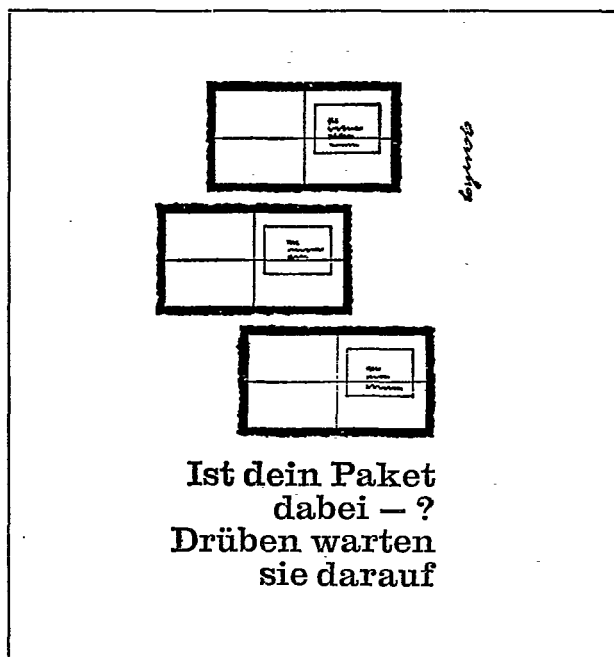 Ist dein Paket
dabei — ?
Drüben warten
sie darauf